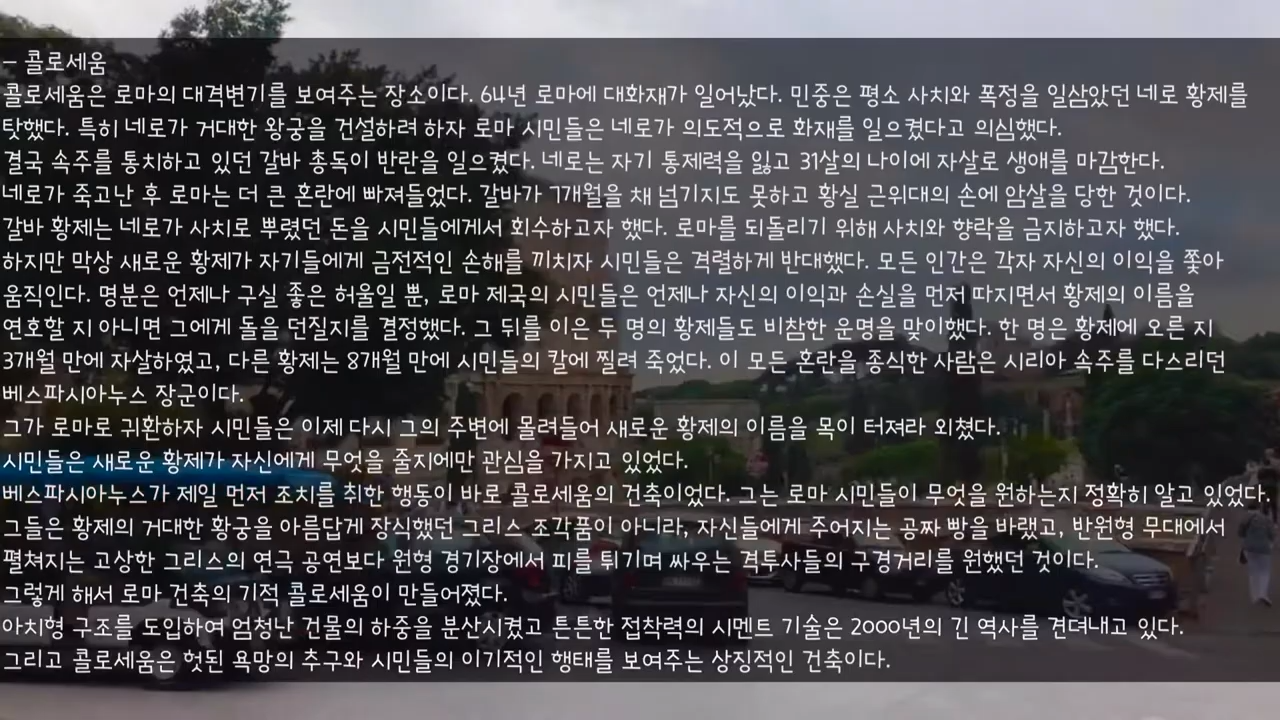 - 콜로세움
콜로세움은 로마의 대격변기를 보여주는 장소이다. 64년 로마에 대화재가 일어났다. 민중은 평소 사치와 폭정을 일삼았던 네로 황제를
탓했다. 특히 네로가 거대한 왕궁을 건설하려 하자 로마 시민들은 네로가 의도적으로 화재를 일으켰다고 의심했다.
결국 속주를 통치하고 있던 갈바 총독이 반란을 일으켰다. 네로는 자기 통제력을 잃고 31살의 나이에 자살로 생애를 마감한다.
네로가 죽고난 후 로마는 더 큰 혼란에 빠져들었다. 갈바가 7개월을 채 넘기지도 못하고 황실 근위대의 손에 암살을 당한 것이다.
갈바 황제는 네로가 사치로 뿌렸던 돈을 시민들에게서 회수하고자 했다. 로마를 되돌리기 위해 사치와 향락을 금지하고자 했다.
하지만 막상 새로운 황제가 자기들에게 금전적인 손해를 끼치자 시민들은 격렬하게 반대했다. 모든 인간은 각자 자신의 이익을 쫓아
움직인다. 명분은 언제나 구실 좋은 허울일 뿐, 로마 제국의 시민들은 언제나 자신의 이익과 손실을 먼저 따지면서 황제의 이름을
연호할 지 아니면 그에게 돌을 던질지를 결정했다. 그 뒤를 이은 두 명의 황제들도 비참한 운명을 맞이했다. 한 명은 황제에 오른 지
3개월 만에 자살하였고, 다른 황제는 8개월 만에 시민들의 칼에 찔려 죽었다. 이 모든 혼란을 종식한 사람은 시리아 속주를 다스리던
베스파시아누스 장군이다.
그가 로마로 귀환하자 시민들은 이제 다시 그의 주변에 몰려들어 새로운 황제의 이름을 목이 터져라 외쳤다.
시민들은 새로운 황제가 자신에게 무엇을 줄지에만 관심을 가지고 있었다.
베스파시아누스가 제일 먼저 조치를 취한 행동이 바로 콜로세움의 건축이었다. 그는 로마 시민들이 무엇을 원하는지 정확히 알고 있었다.
그들은 황제의 거대한 황궁을 아름답게 장식했던 그리스 조각품이 아니라, 자신들에게 주어지는 공짜 빵을 바랬고, 반원형 무대에서
펼쳐지는 고상한 그리스의 연극 공연보다 원형 경기장에서 피를 튀기며 싸우는 격투사들의 구경거리를 원했던 것이다.
그렇게 해서 로마 건축의 기적 콜로세움이 만들어졌다.
아치형 구조를 도입하여 엄청난 건물의 하중을 분산시켰고 튼튼한 접착력의 시멘트 기술은 2000년의 긴 역사를 견뎌내고 있다.
그리고 콜로세움은 헛된 욕망의 추구와 시민들의 이기적인 행태를 보여주는 상징적인 건축이다.